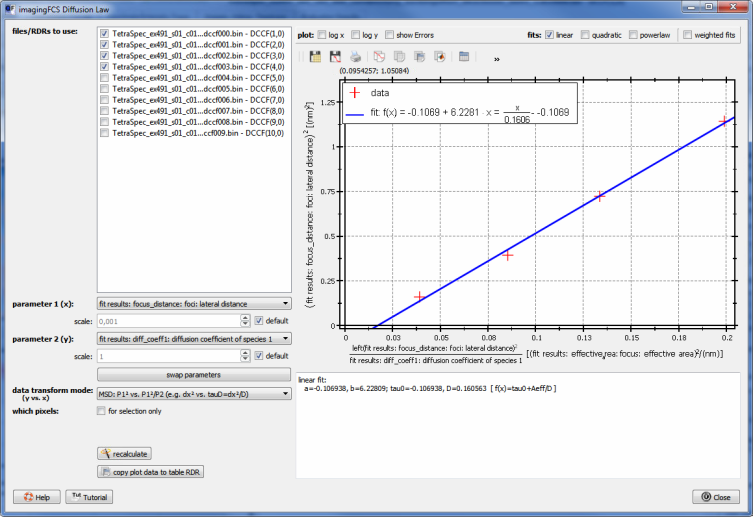 imagingFCS Diffusion Law
files/RDRs to use:
TetraSpec_ex491_s01_c01...dccf000.bin - DCCF(1,0)
TetraSpec_ex491_s01_c01...dccf001.bin - DCCF(2,0)
TetraSpec_ex491_s01_c01...dccf002.bin - DCCF(3,0)
TetraSpec_ex491_s01_c01...dccf003.bin - DCCF(4,0)
TetraSpec_ex491_s01_c01...dccf004.bin - DCCF(5,0)
TetraSpec_ex491_s01_c01...dccf005.bin - DCCF(6,0)
TetraSpec_ex491_s01_c01...dccf006.bin - DCCF(7,0)
TetraSpec_ex491_s01_c01...dccf007.bin - DCCF(8,0)
TetraSpec_ex491_s01_c01...dccf008.bin - DCCF(9,0)
TetraSpec_ex491_s01_c01...ccf009.bin - DCCF(10,0)
parameter 1 (x): fit results: focus_distance: foci: lateral distance
scale: 0,001 default
parameter 2 (y): fit results: diff_coeff1: diffusion coefficient of species 1
scale: 1 default
swap parameters
data transform mode: MSD: P1² vs. P1²/P2 (e.g. dx² vs. tauD=dx²/D)
(y vs. x)
which pixels: for selection only
recalculate
copy plot data to table RDR
Help Tutorial
plot: log x log y show Errors fits: linear quadratic powerlaw weighted fits
»
(0.0954257; 1.05084)
data
fit: f(x) = -0.1069 + 6.2281 · x = x/0.1606 - -0.1069
(fit results: focus_distance: foci: lateral distance)² [(nm)²]
1.25
1
0.75
0.5
0.25
0
0 0.03 0.05 0.08 0.1 0.13 0.15 0.18 0.2
left(fit results: focus_distance: foci: lateral distance)²
fit results: diff_coeff1: diffusion coefficient of species 1
[(fit results: effective_area: focus: effective area)²/(nm)]
linear fit:
a=-0.106938, b=6.22809; tau0=-0.106938, D=0.160563 [ f(x)=tau0+Aeff/D ]
Close